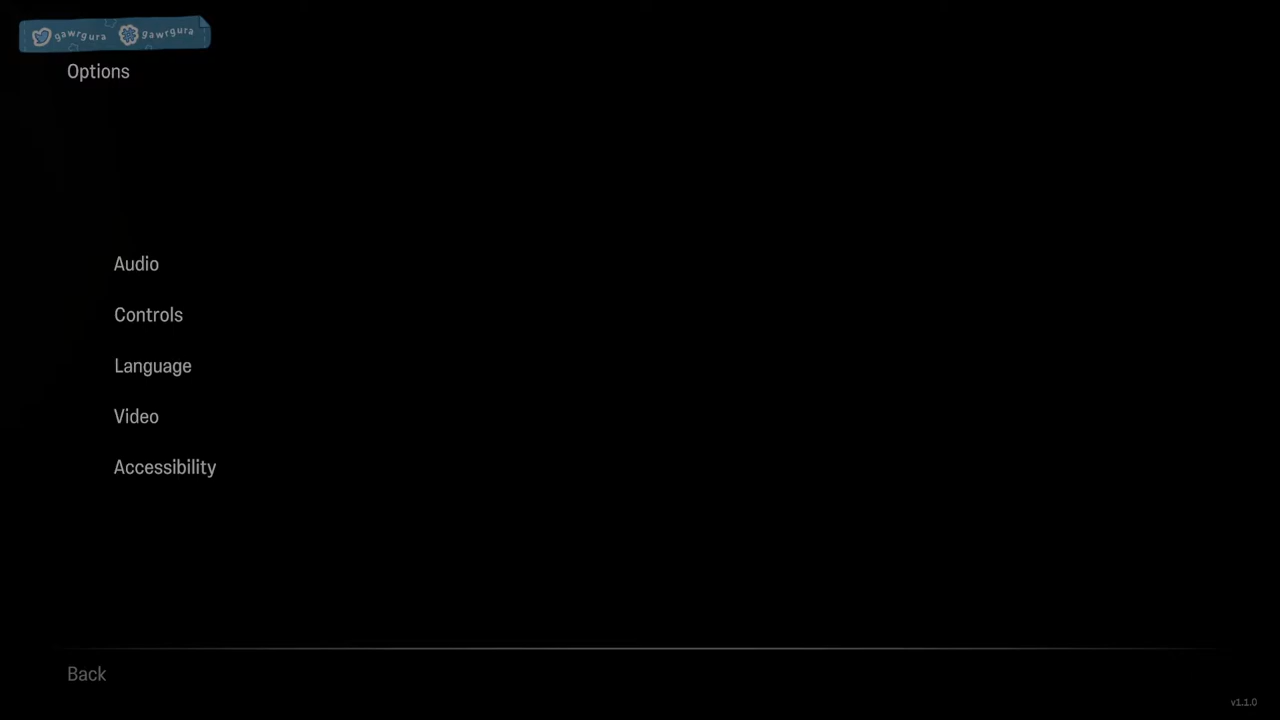 gawrgura gawrgura
Options
Audio
Controls
Language
Video
Accessibility
Back
v1.1.0